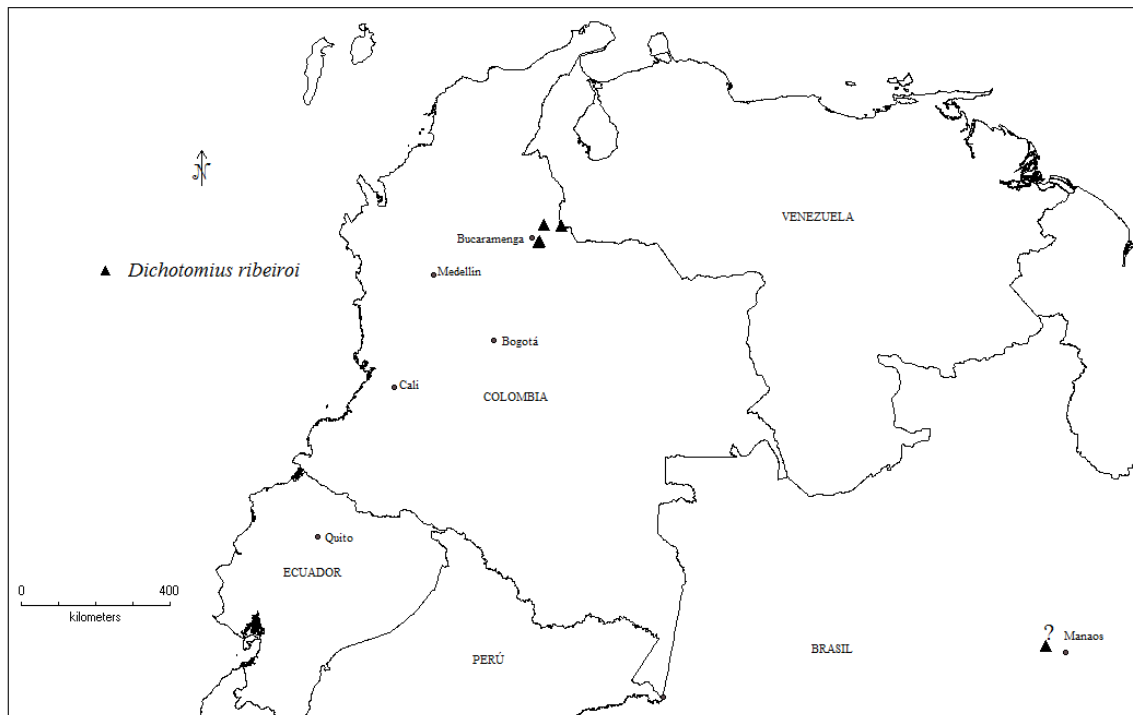 N
VENEZUELA
Bucaramenga
Dichotomius ribeiroi
Medellín
Bogotá
Cali
COLOMBIA
Quito
ECUADOR
0 400
kilometers
?
Manaos
BRASIL
PERÚ